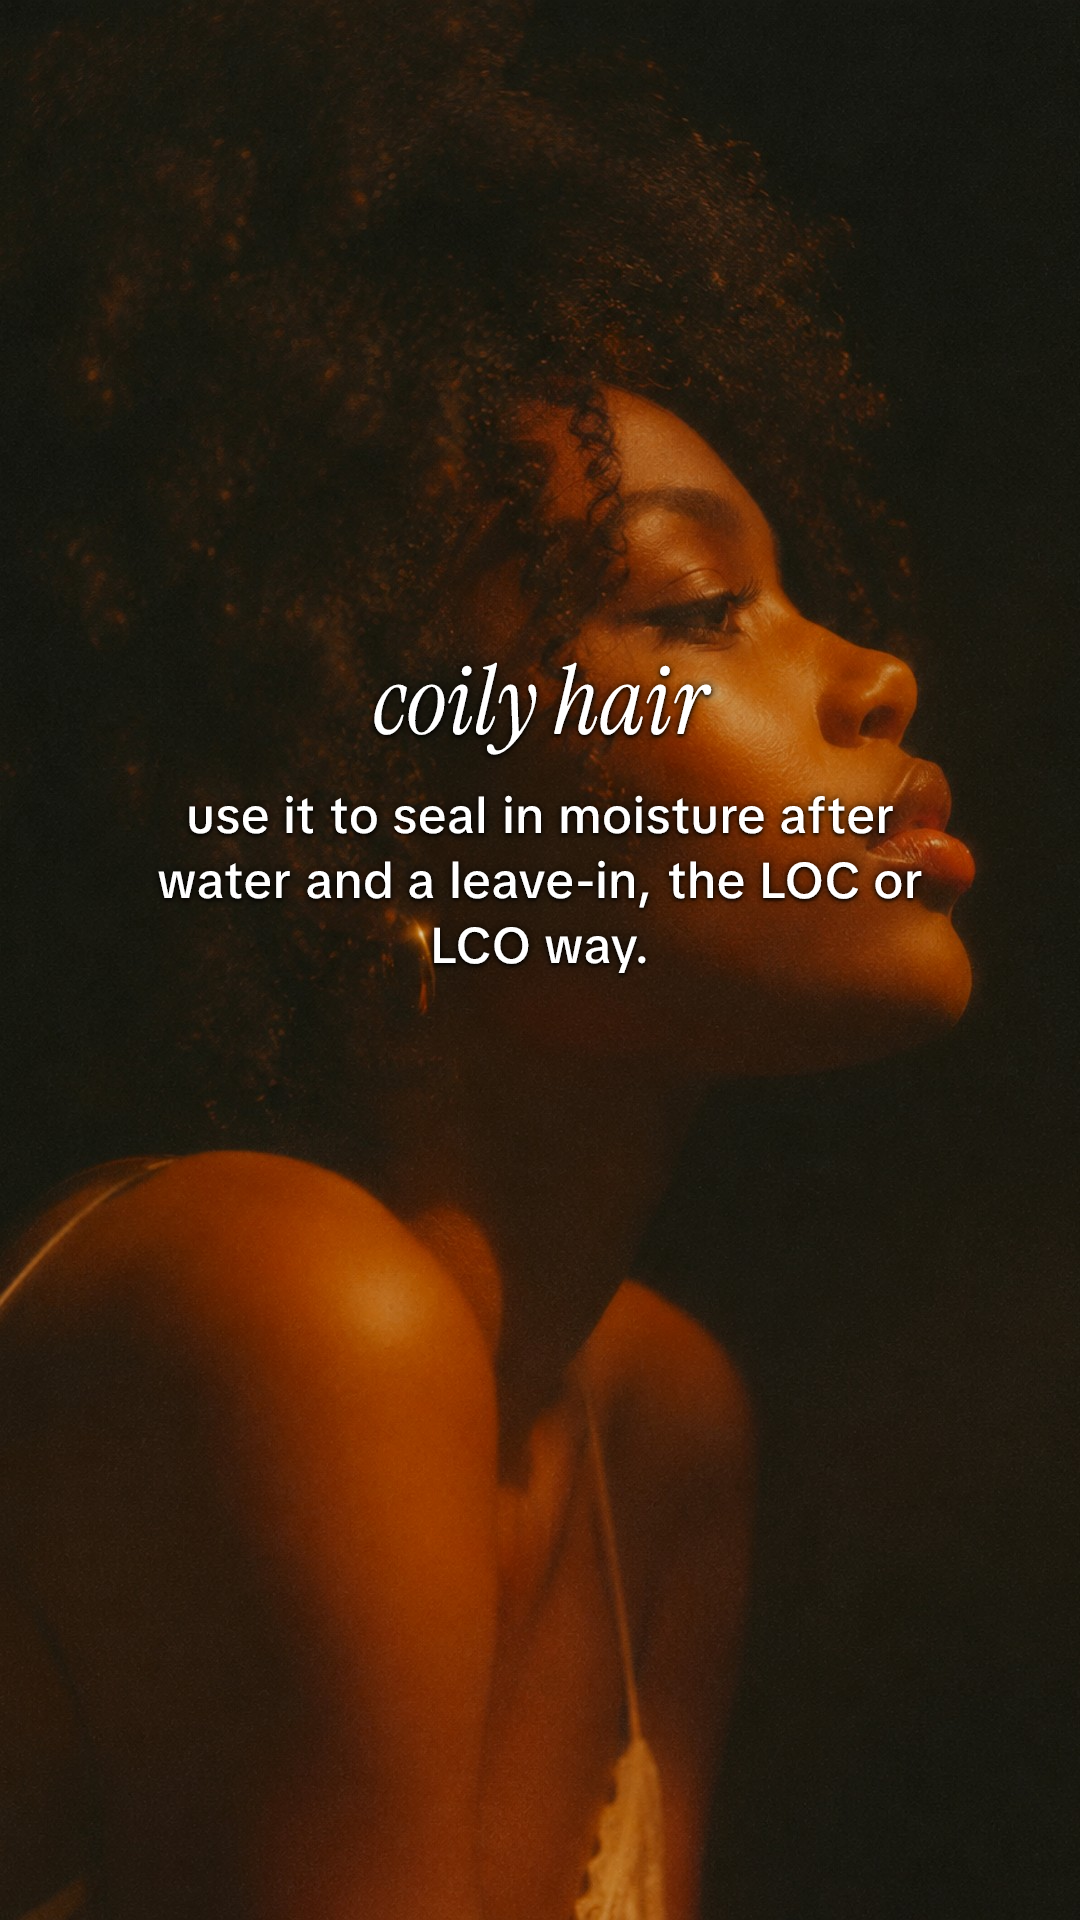 coily hair
use it to seal in moisture after
water and a leave-in, the LOC or
LCO way.